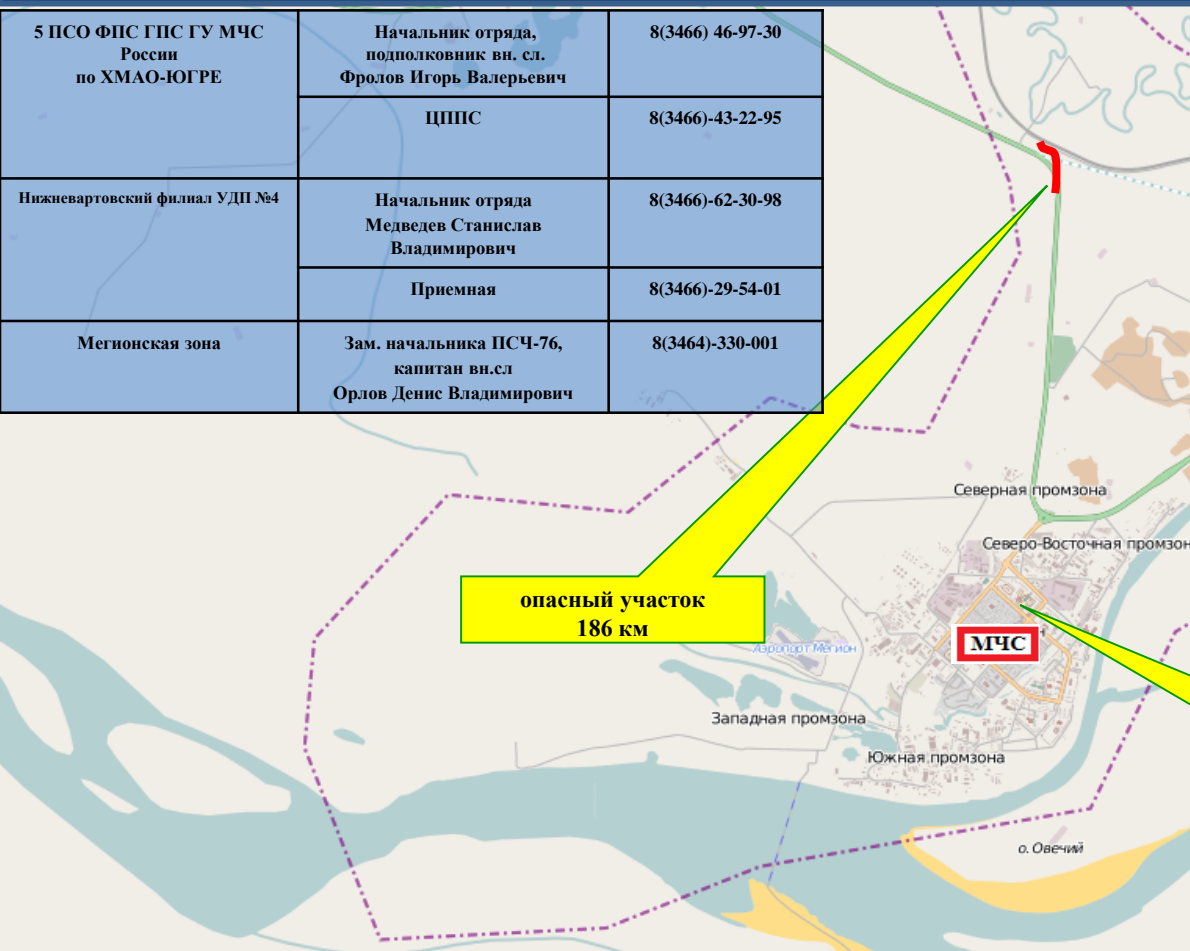 5 ПСО ФПС ГПС ГУ МЧС
России
по ХМАО-ЮГРЕ
Начальник отряда,
подполковник вн. сл.
Фролов Игорь Валерьевич
8(3466) 46-97-30
ЦППС
8(3466)-43-22-95
Нижневартовский филиал УДП №4
Начальник отряда
Медведев Станислав
Владимирович
8(3466)-62-30-98
Приемная
8(3466)-29-54-01
Мегионская зона
Зам. начальника ПСЧ-76,
капитан вн.сл
Орлов Денис Владимирович
8(3464)-330-001
Северная промзона
Северо-Восточная промзон
опасный участок
186 км
МЧС
Аэропорт Мегион
Западная промзона
Южная промзона
о. Овечий